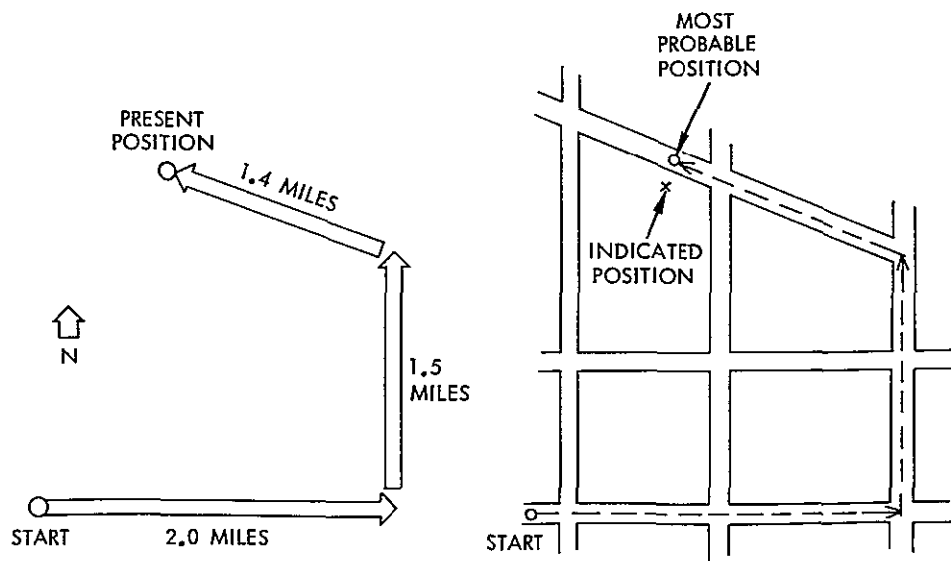 PRESENT
POSITION
1.4 MILES
N
1.5
MILES
START
2.0 MILES
MOST
PROBABLE
POSITION
INDICATED
POSITION
START